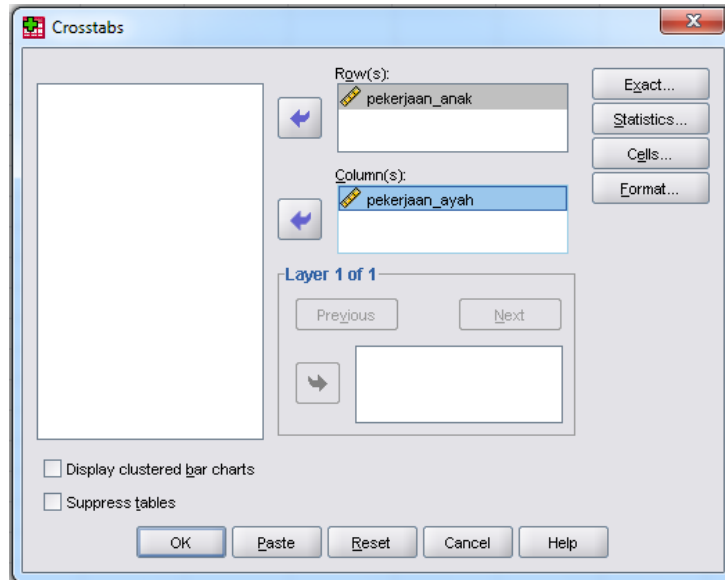 Crosstabs
Row(s):
pekerjaan_anak
Column(s):
pekerjaan_ayah
Exact...
Statistics...
Cells...
Format...
Layer 1 of 1
Previous
Next
Display clustered bar charts
Suppress tables
OK
Paste
Reset
Cancel
Help